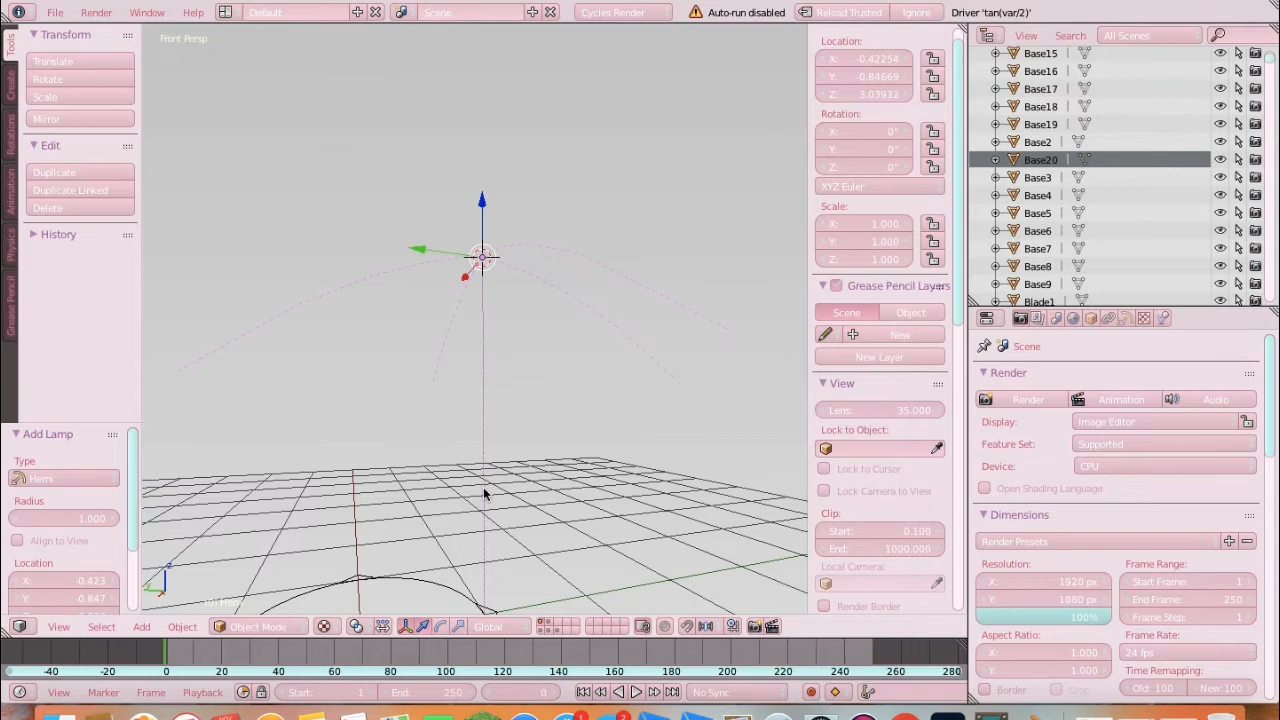 File Render Window Help Default Scene Cycles Render Auto-run disabled Reload Trusted Ignore Driver 'tan(var/2)'
Tools
Create
Relations
Animation
Physics
Grease Pencil
Transform
Translate
Rotate
Scale
Mirror
Edit
Duplicate
Duplicate Linked
Delete
History
Add Lamp
Type
Hemi
Radius
1.000
Align to View
Location
X: -0.423
Y: -0.847
Front Persp
Location:
X: -0.42254
Y: -0.84669
Z: 3.03932
Rotation:
X: 0°
Y: 0°
Z: 0°
XYZ Euler
Scale:
X: 1.000
Y: 1.000
Z: 1.000
Grease Pencil Layers
Scene Object
New
New Layer
View
Lens: 35.000
Lock to Object:
Lock to Cursor
Lock Camera to View
Clip:
Start: 0.100
End: 1000.000
Local Camera:
Render Border
View Search All Scenes
Base15
Base16
Base17
Base18
Base19
Base2
Base20
Base3
Base4
Base5
Base6
Base7
Base8
Base9
Blade1
Scene
Render
Render Animation Audio
Display: Image Editor
Feature Set: Supported
Device: CPU
Open Shading Language
Dimensions
Render Presets
Resolution: Frame Range:
X: 1920 px Start Frame: 1
Y: 1080 px End Frame: 250
100% Frame Step: 1
Aspect Ratio: Frame Rate:
X: 1.000 24 fps
Y: 1.000 Time Remapping:
Border Crop Old: 100 New:100
View Select Add Object Object Mode Global
-40 -20 0 20 40 60 80 100 120 140 160 180 200 220 240 260 280
View Marker Frame Playback Start: 1 End: 250 0 No Sync